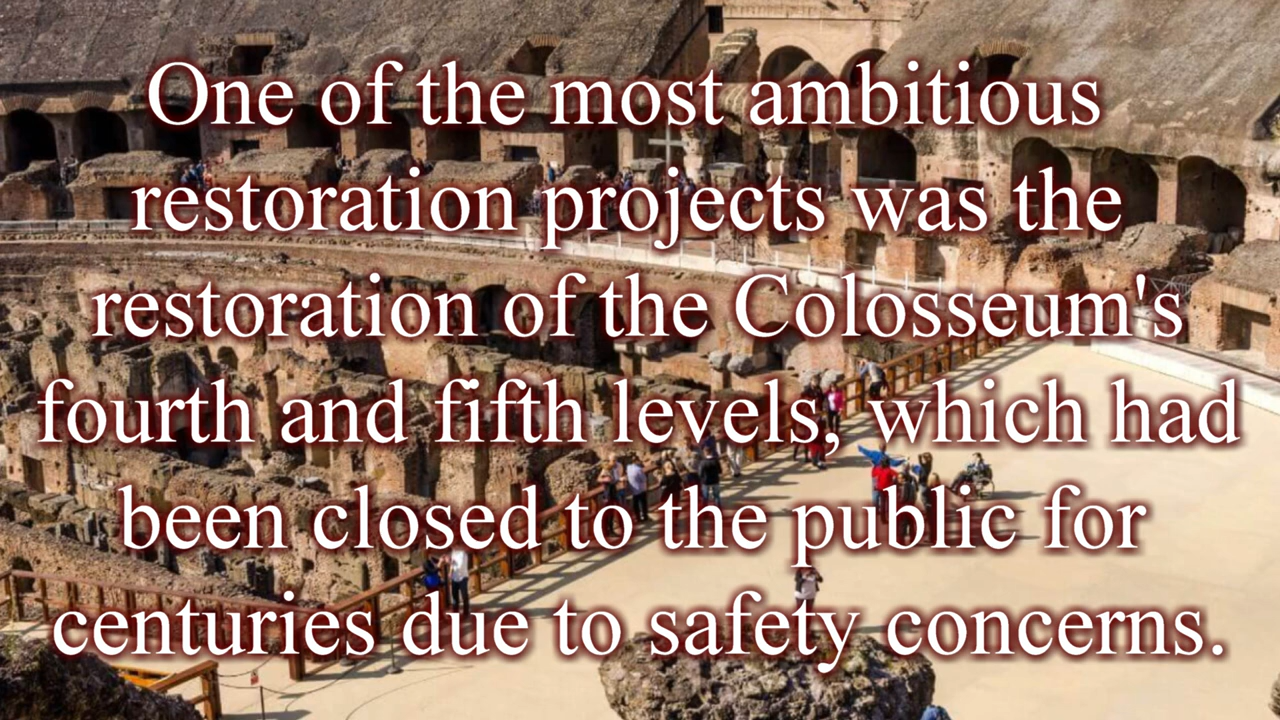 One of the most ambitious
restoration projects was the
restoration of the Colosseum's
fourth and fifth levels, which had
been closed to the public for
centuries due to safety concerns.